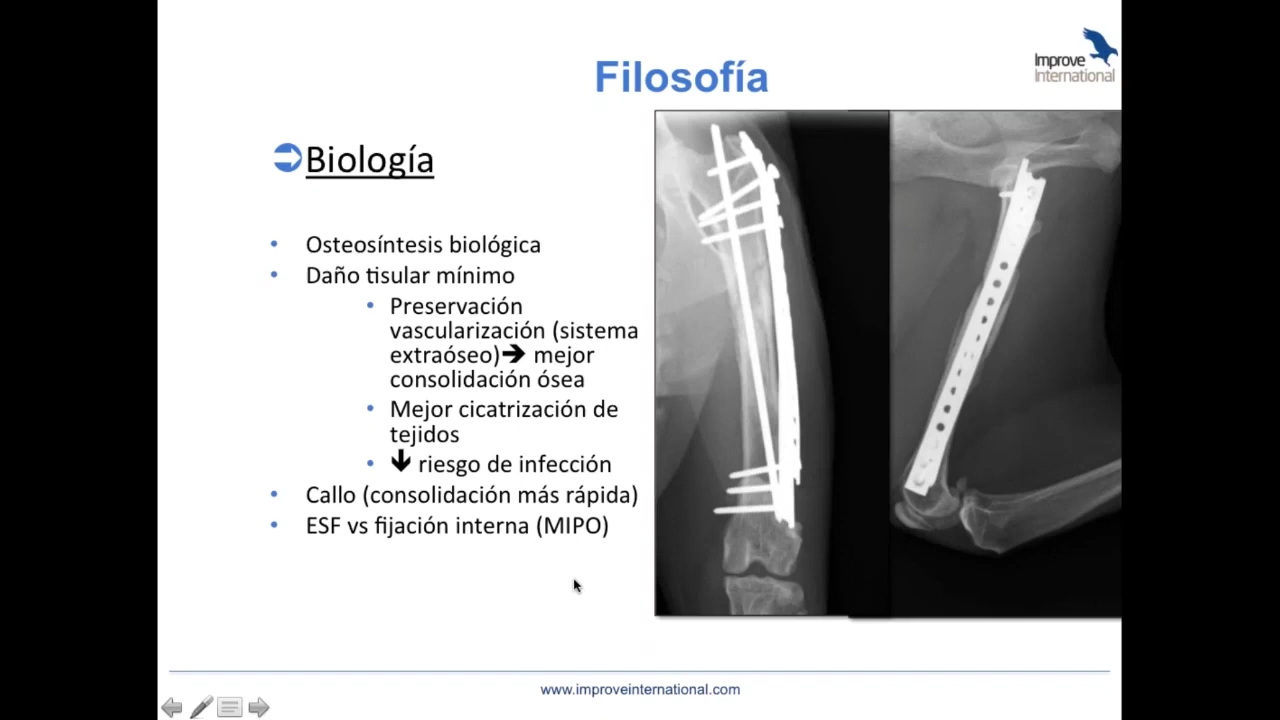 Filosofía
Improve
International
Biología
• Osteosíntesis biológica
• Daño tisular mínimo
• Preservación
vascularización (sistema
extraóseo)➔ mejor
consolidación ósea
• Mejor cicatrización de
tejidos
• 🡻 riesgo de infección
• Callo (consolidación más rápida)
• ESF vs fijación interna (MIPO)
www.improveinternational.com